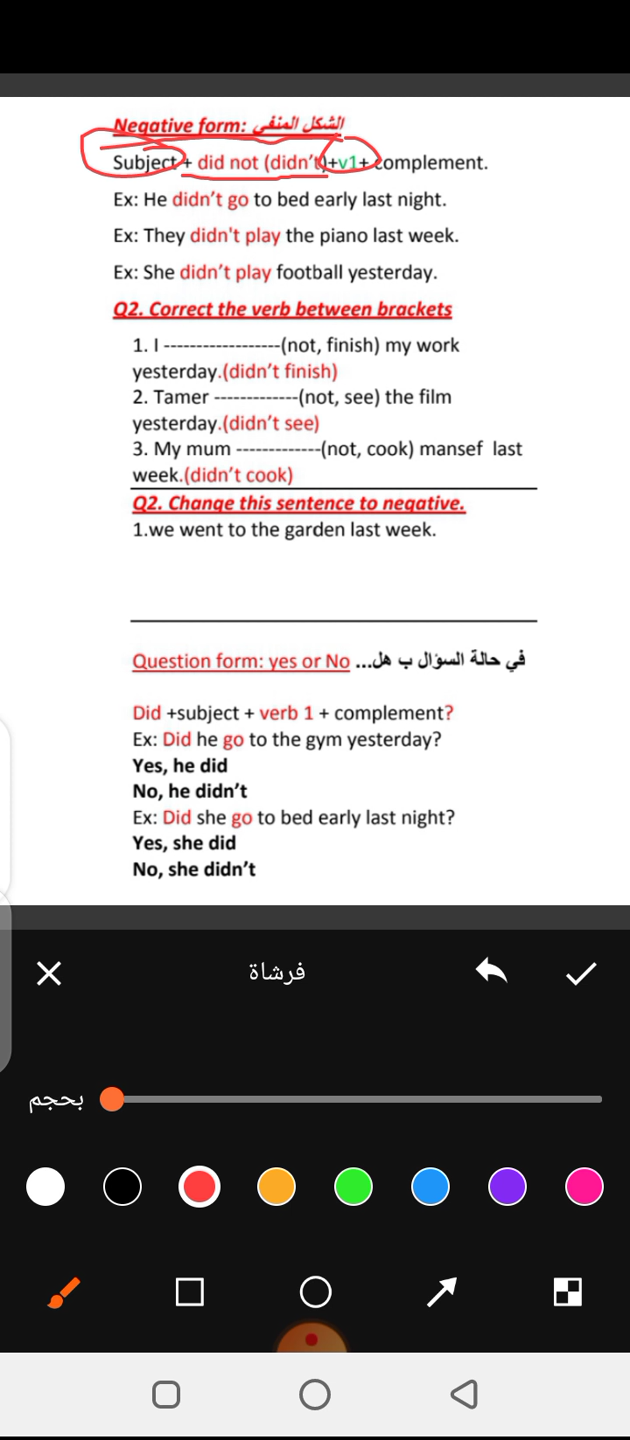 Negative form: الشكل المنفي
Subject + did not (didn't)+v1+ complement.
Ex: He didn't go to bed early last night.
Ex: They didn't play the piano last week.
Ex: She didn't play football yesterday.
Q2. Correct the verb between brackets
1. I ------------------(not, finish) my work
yesterday.(didn't finish)
2. Tamer -------------(not, see) the film
yesterday.(didn't see)
3. My mum -------------(not, cook) mansef last
week.(didn't cook)
Q2. Change this sentence to negative.
1.we went to the garden last week.
Question form: yes or No في حالة السؤال ب هل...
Did +subject + verb 1 + complement?
Ex: Did he go to the gym yesterday?
Yes, he did
No, he didn't
Ex: Did she go to bed early last night?
Yes, she did
No, she didn't
فرشاة
بحجم